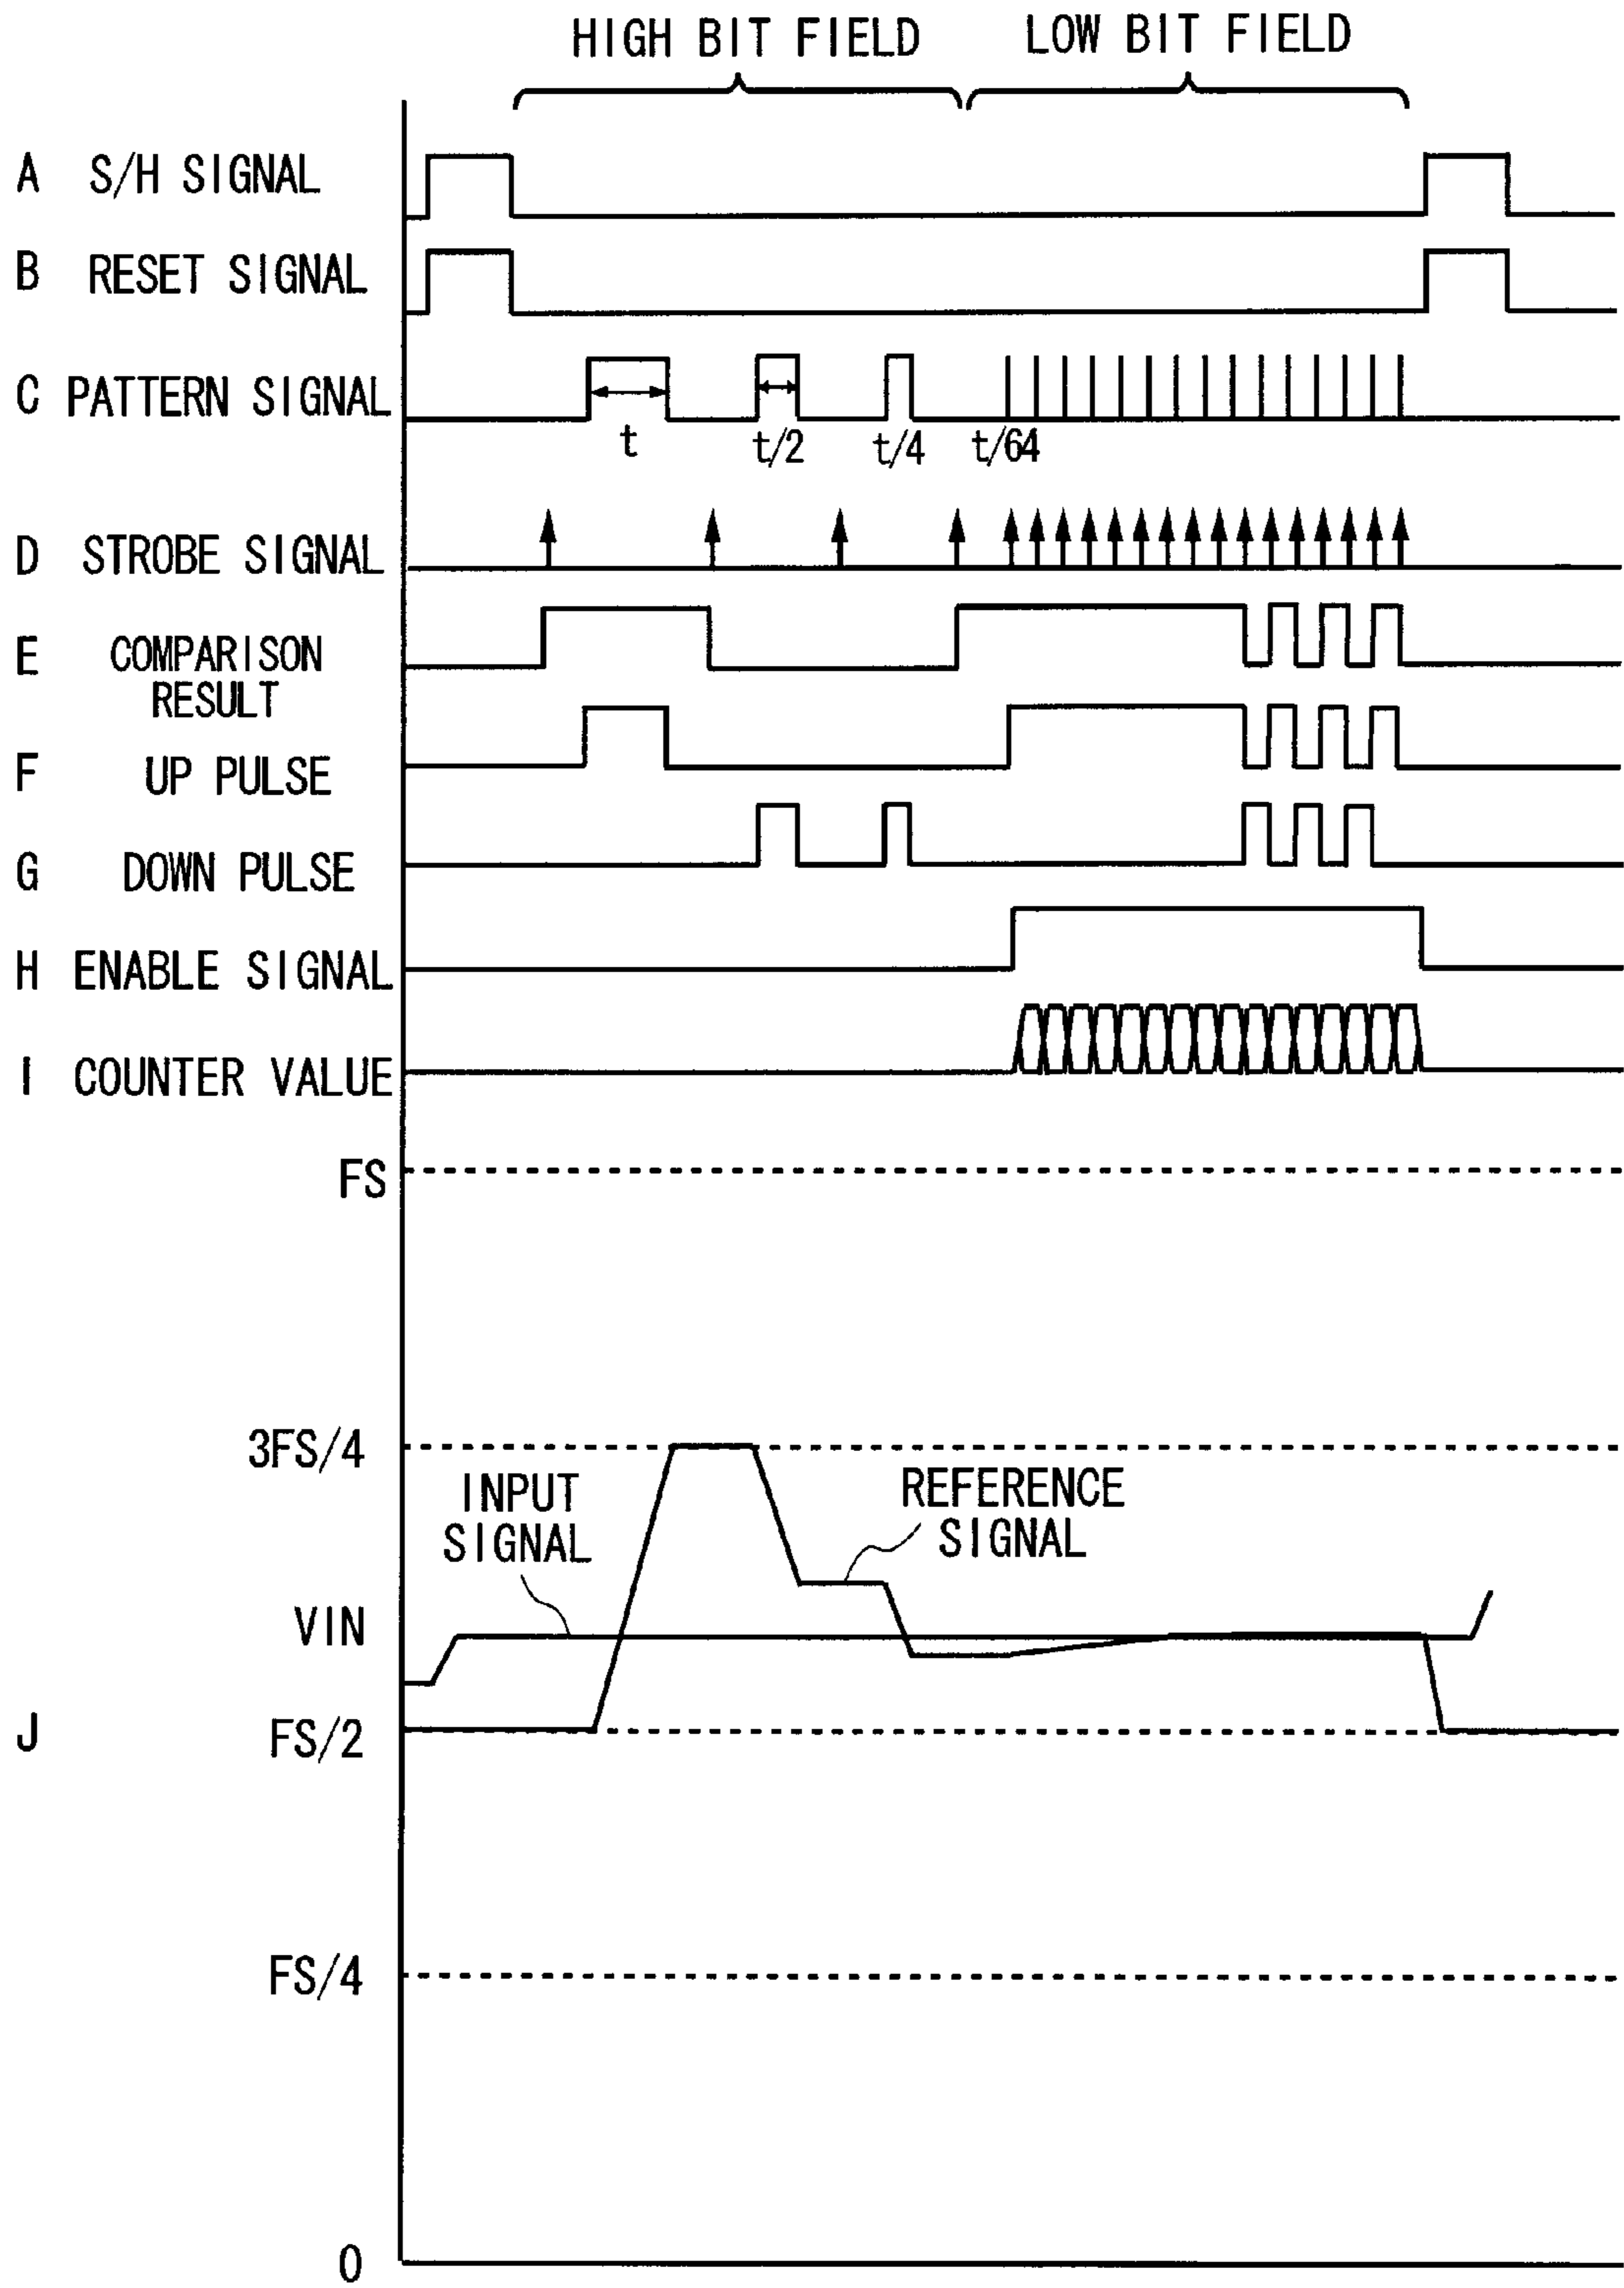 HIGH BIT FIELD LOW BIT FIELD
A S/H SIGNAL
B RESET SIGNAL
C PATTERN SIGNAL
t t/2 t/4 t/64
D STROBE SIGNAL
E COMPARISON
RESULT
F UP PULSE
G DOWN PULSE
H ENABLE SIGNAL
I COUNTER VALUE
FS
3FS/4
INPUT
SIGNAL
REFERENCE
SIGNAL
VIN
J FS/2
FS/4
0